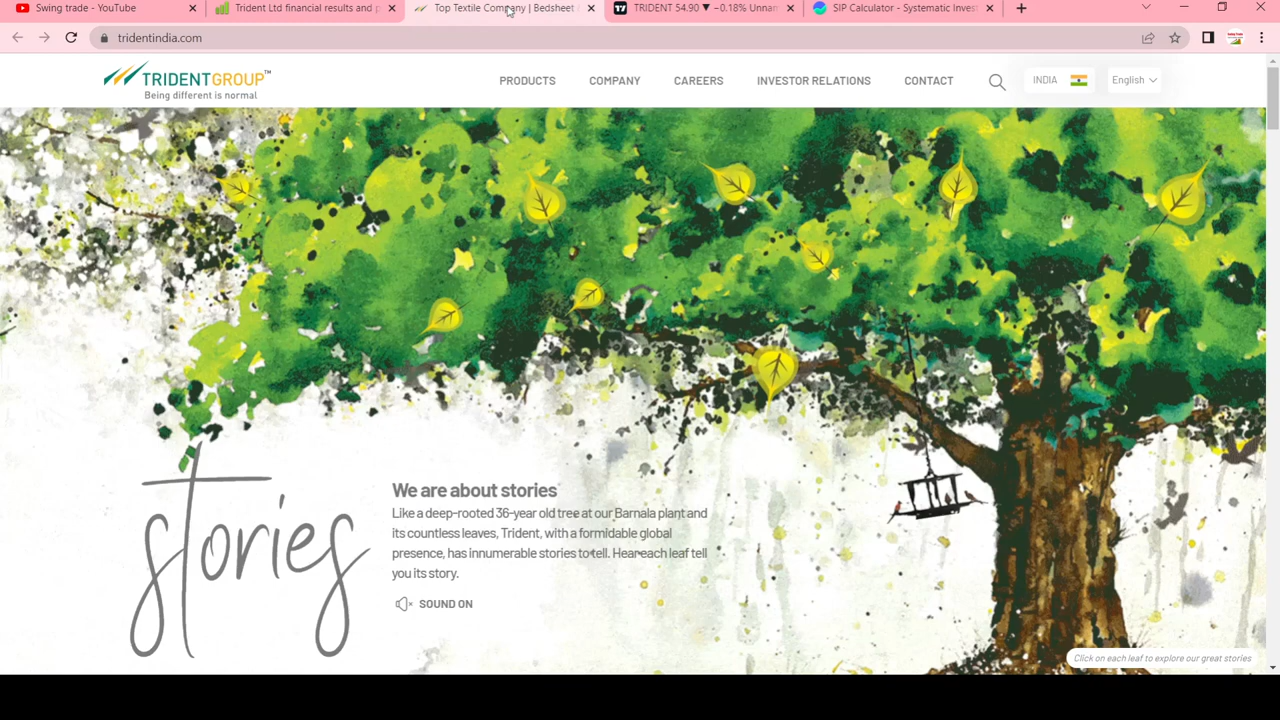 Swing trade - YouTube
Trident Ltd financial results and p
Top Textile Company | Bedsheet
TRIDENT 54.90 ▼ −0.18% Unnam
SIP Calculator - Systematic Invest
tridentindia.com
TRIDENTGROUP™
Being different is normal
PRODUCTS
COMPANY
CAREERS
INVESTOR RELATIONS
CONTACT
INDIA
English
stories
We are about stories
Like a deep-rooted 36-year old tree at our Barnala plant and
its countless leaves, Trident, with a formidable global
presence, has innumerable stories to tell. Hear each leaf tell
you its story.
SOUND ON
Click on each leaf to explore our great stories